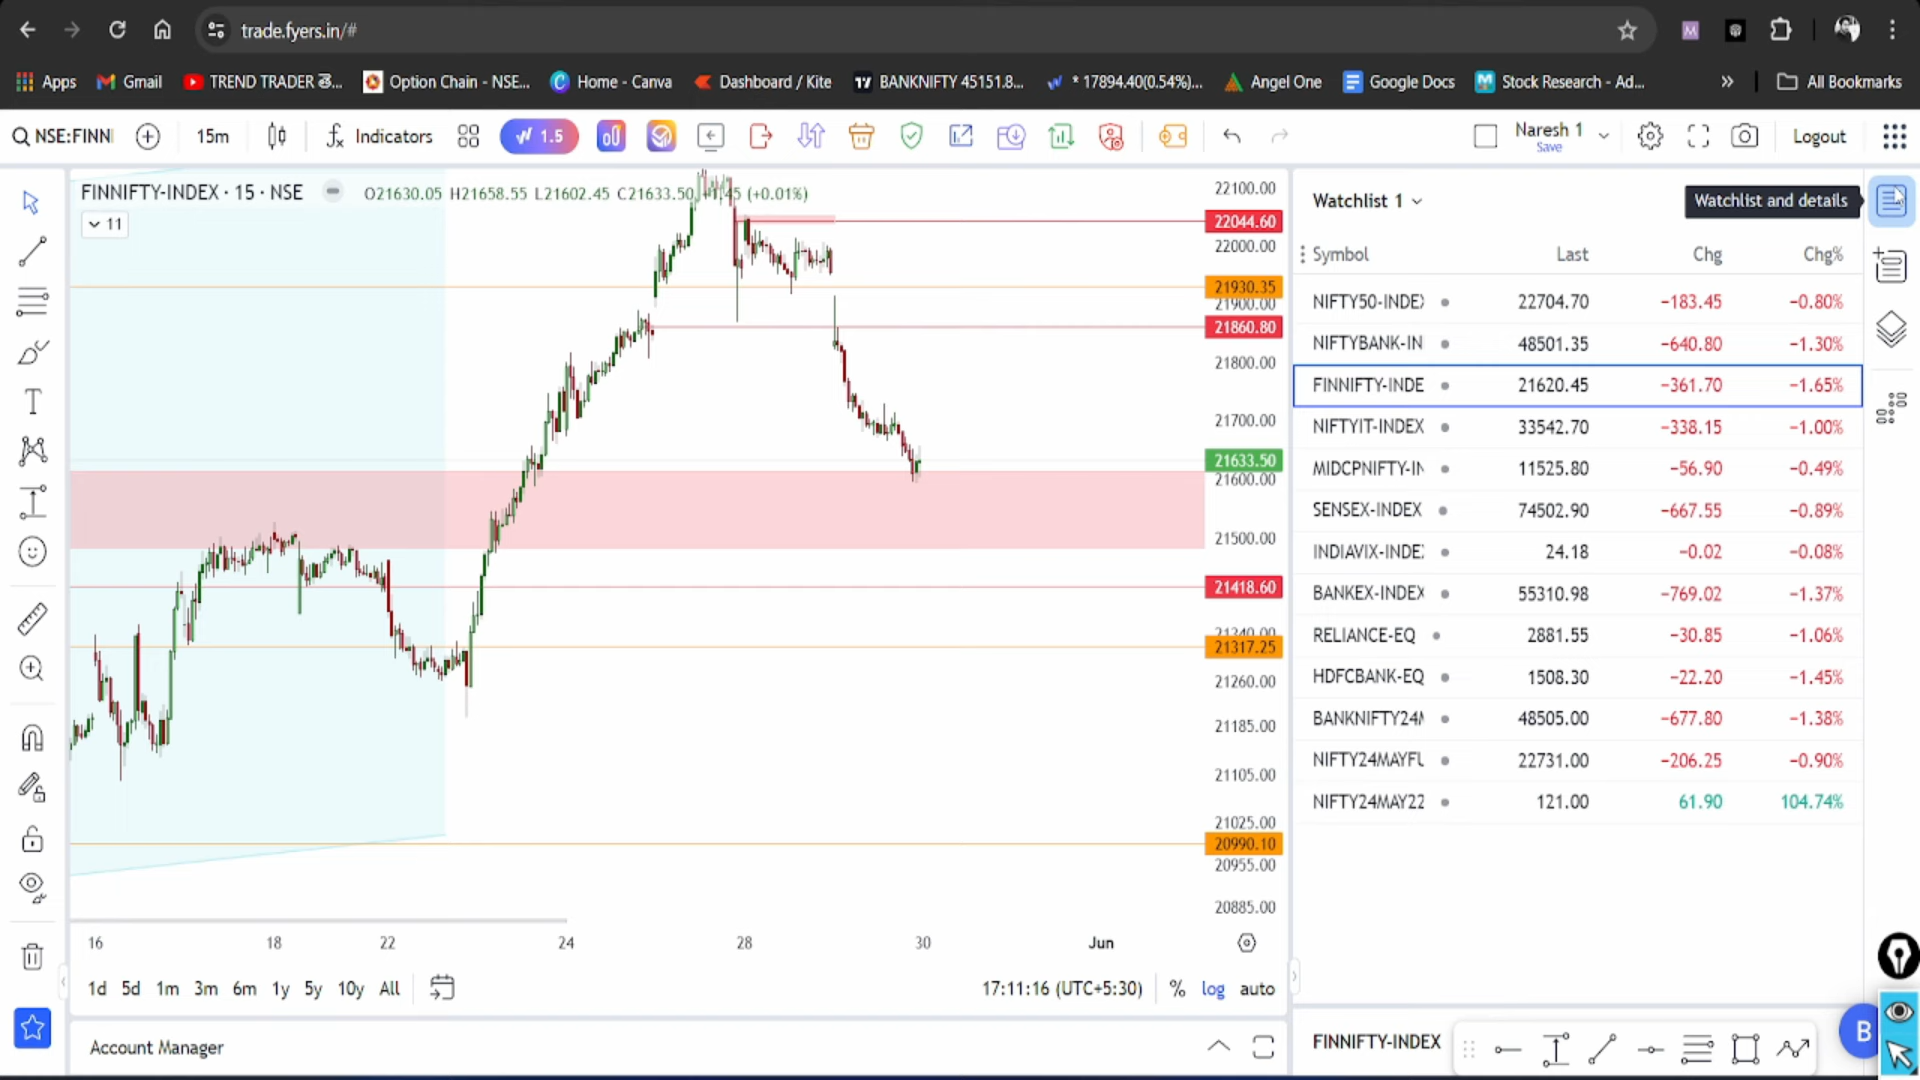 trade.fyers.in/#
Apps
Gmail
TREND TRADER తె...
Option Chain - NSE...
Home - Canva
Dashboard / Kite
BANKNIFTY 45151.8...
* 17894.40(0.54%)...
Angel One
Google Docs
Stock Research - Ad...
»
All Bookmarks
NSE:FINNI
15m
Indicators
1.5
Naresh 1
Save
Logout
FINNIFTY-INDEX · 15 · NSE
O21630.05 H21658.55 L21602.45 C21633.50 +1.45 (+0.01%)
11
22100.00
22044.60
22000.00
21930.35
21900.00
21860.80
21800.00
21700.00
21633.50
21600.00
21500.00
21418.60
21340.00
21317.25
21260.00
21185.00
21105.00
21025.00
20990.10
20955.00
20885.00
16 18 22 24 28 30 Jun
1d 5d 1m 3m 6m 1y 5y 10y All
17:11:16 (UTC+5:30) % log auto
Account Manager
Watchlist 1
Watchlist and details
Symbol Last Chg Chg%
NIFTY50-INDE 22704.70 −183.45 −0.80%
NIFTYBANK-IN 48501.35 −640.80 −1.30%
FINNIFTY-INDE 21620.45 −361.70 −1.65%
NIFTYIT-INDEX 33542.70 −338.15 −1.00%
MIDCPNIFTY-IN 11525.80 −56.90 −0.49%
SENSEX-INDEX 74502.90 −667.55 −0.89%
INDIAVIX-INDE 24.18 −0.02 −0.08%
BANKEX-INDEX 55310.98 −769.02 −1.37%
RELIANCE-EQ 2881.55 −30.85 −1.06%
HDFCBANK-EQ 1508.30 −22.20 −1.45%
BANKNIFTY24M 48505.00 −677.80 −1.38%
NIFTY24MAYFU 22731.00 −206.25 −0.90%
NIFTY24MAY22 121.00 61.90 104.74%
FINNIFTY-INDEX
B